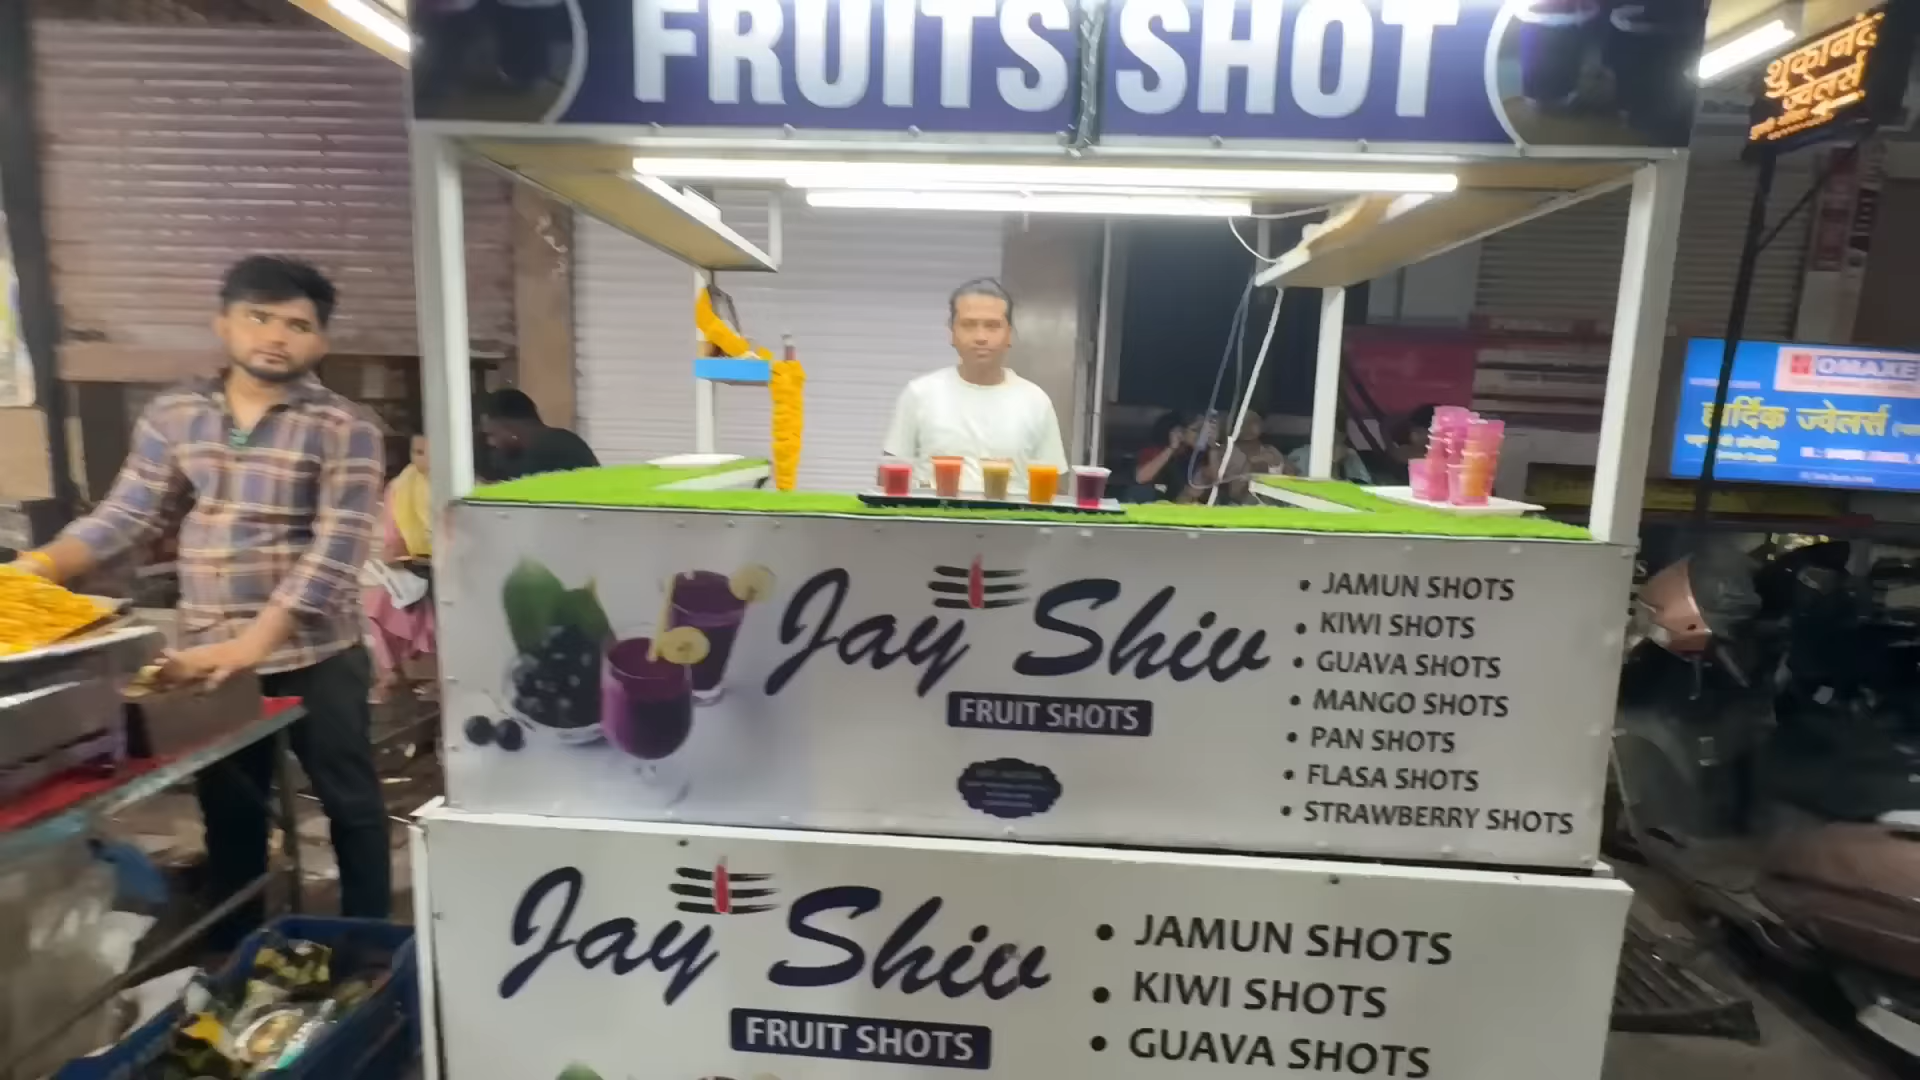 FRUITS SHOT
ज्वेलर्स
OMAXE
हार्दिक ज्वेलर्स
Jay Shiv
FRUIT SHOTS
• JAMUN SHOTS
• KIWI SHOTS
• GUAVA SHOTS
• MANGO SHOTS
• PAN SHOTS
• FLASA SHOTS
• STRAWBERRY SHOTS
Jay Shiv
FRUIT SHOTS
• JAMUN SHOTS
• KIWI SHOTS
• GUAVA SHOTS